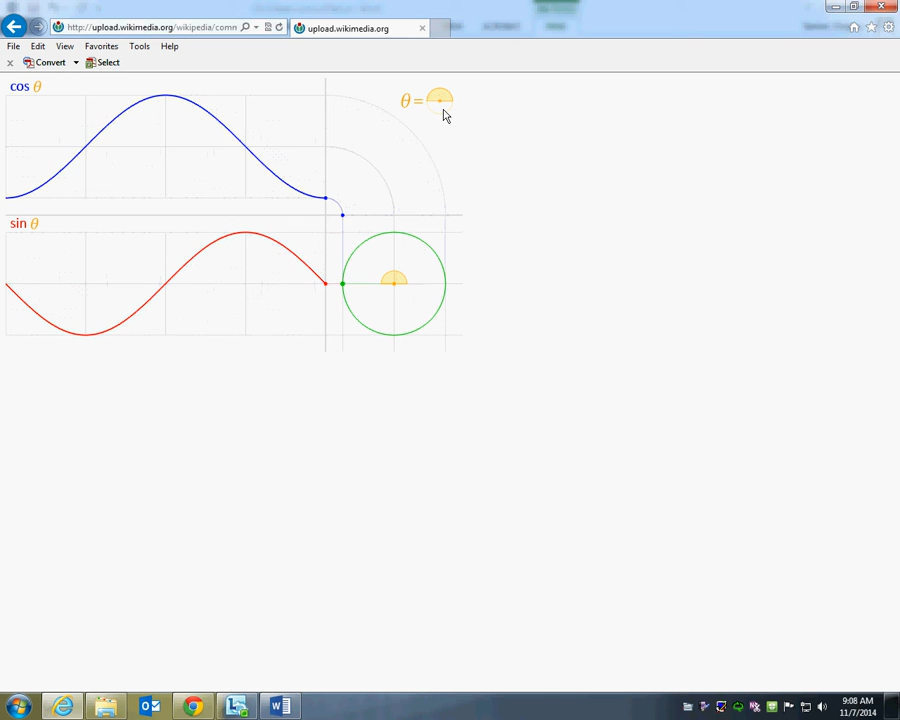 http://upload.wikimedia.org/wikipedia/comn
upload.wikimedia.org
File Edit View Favorites Tools Help
x Convert Select
cos θ
θ =
sin θ
9:08 AM
11/7/2014